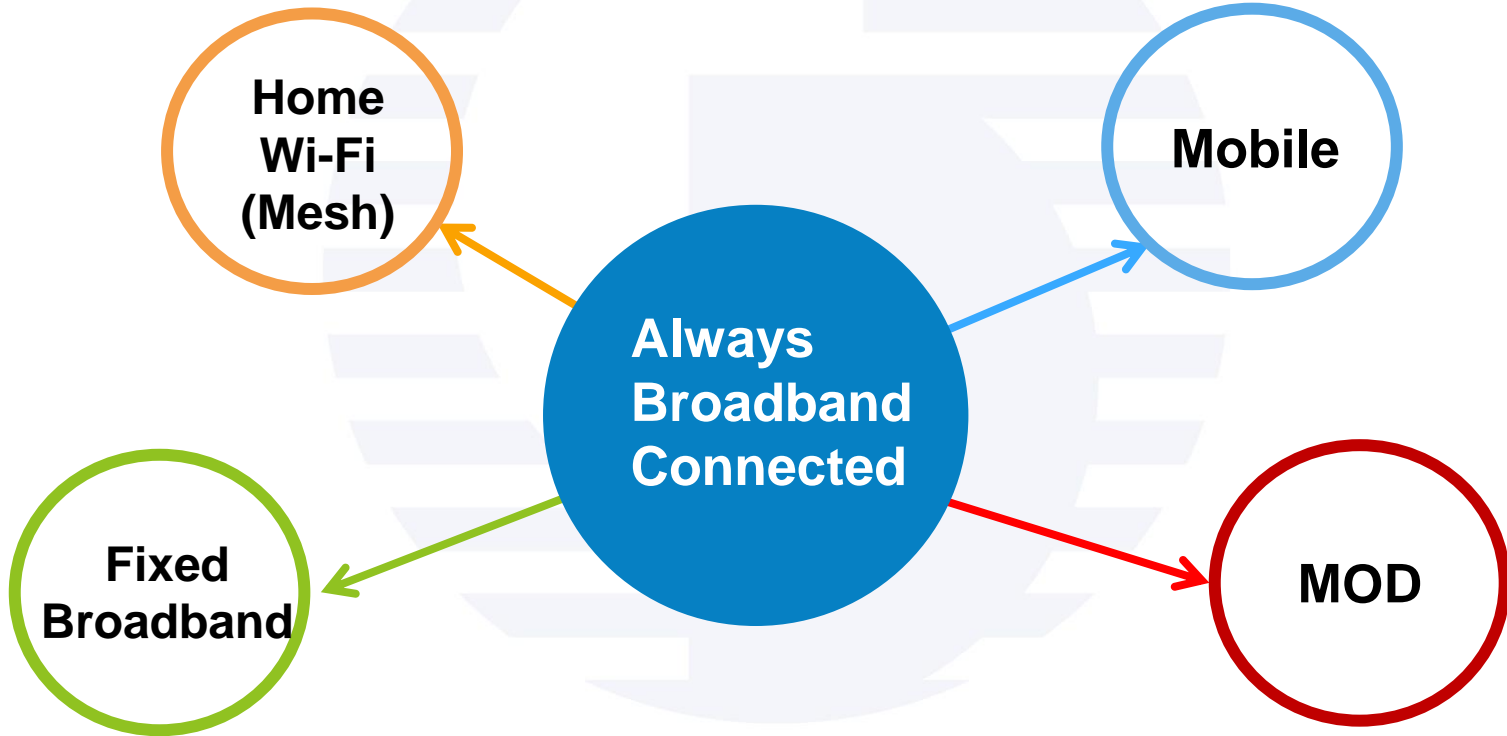 Home
Wi-Fi
(Mesh)
Mobile
Always
Broadband
Connected
Fixed
Broadband
MOD